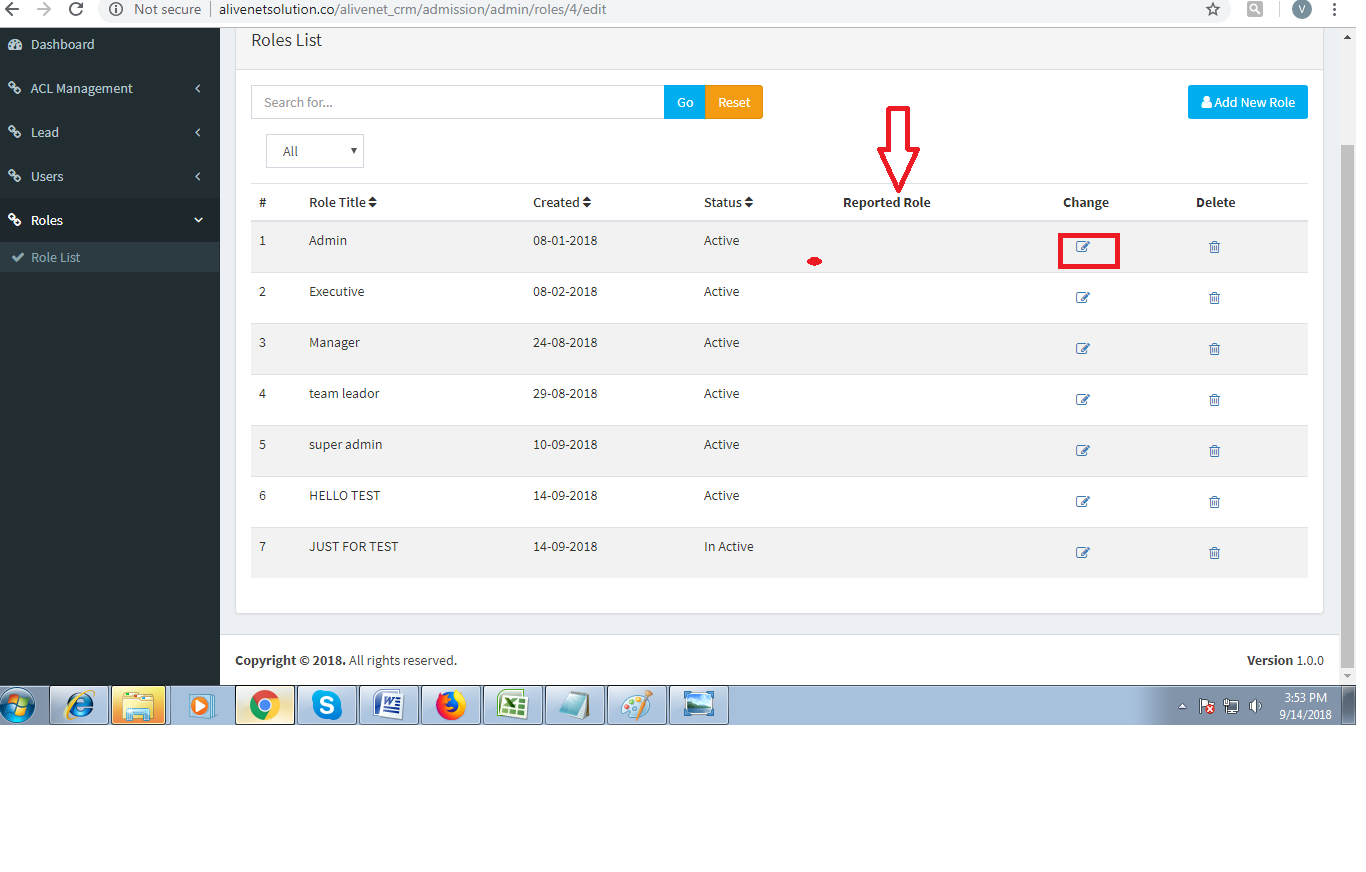 Not secure | alivenetsolution.co/alivenet_crm/admission/admin/roles/4/edit V
Dashboard
ACL Management
Lead
Users
Roles
Role List
Roles List
Search for... Go Reset Add New Role
All
# Role Title Created Status Reported Role Change Delete
1 Admin 08-01-2018 Active
2 Executive 08-02-2018 Active
3 Manager 24-08-2018 Active
4 team leador 29-08-2018 Active
5 super admin 10-09-2018 Active
6 HELLO TEST 14-09-2018 Active
7 JUST FOR TEST 14-09-2018 In Active
Copyright © 2018. All rights reserved. Version 1.0.0
3:53 PM
9/14/2018